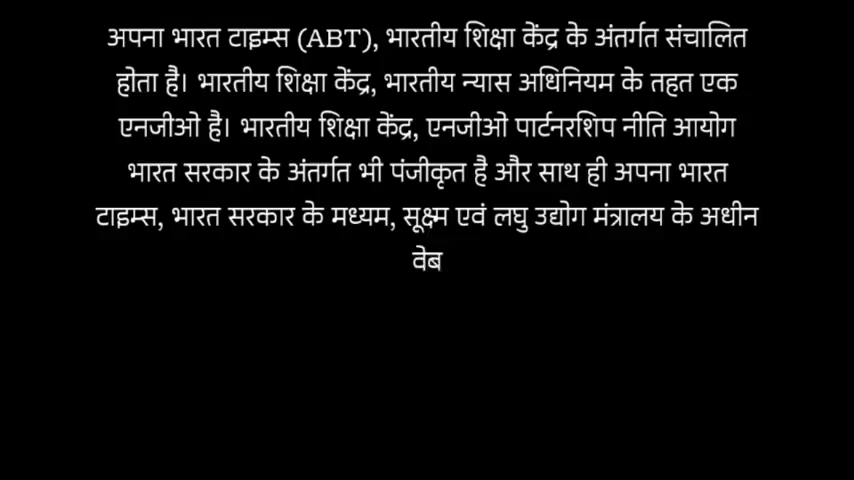 अपना भारत टाइम्स (ABT), भारतीय शिक्षा केंद्र के अंतर्गत संचालित
होता है। भारतीय शिक्षा केंद्र, भारतीय न्यास अधिनियम के तहत एक
एनजीओ है। भारतीय शिक्षा केंद्र, एनजीओ पार्टनरशिप नीति आयोग
भारत सरकार के अंतर्गत भी पंजीकृत है और साथ ही अपना भारत
टाइम्स, भारत सरकार के मध्यम, सूक्ष्म एवं लघु उद्योग मंत्रालय के अधीन
वेब